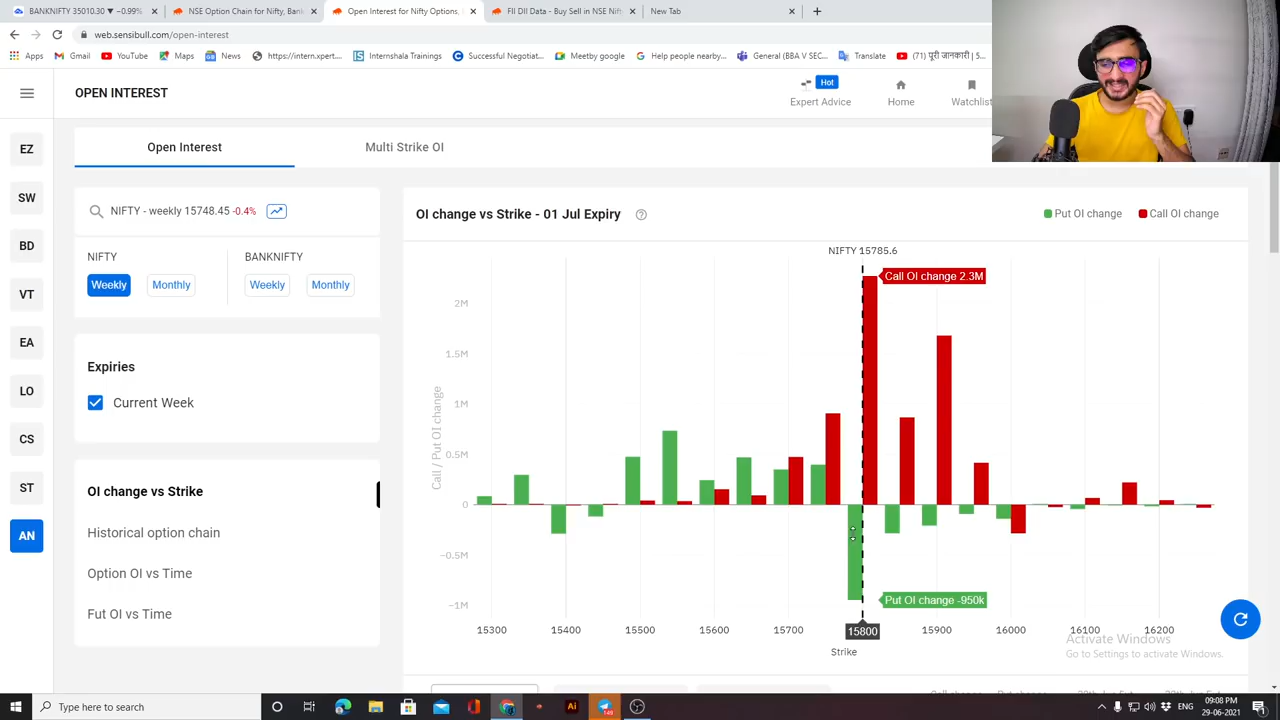 BANKNIFTY 35010.30 ▼ −0.99%
NSE Option Chain for Nifty, Bank
Open Interest for Nifty Options,
FII DII Data - Buy Sell in NSE Nif
New Tab
web.sensibull.com/open-interest
Apps
Gmail
YouTube
Maps
News
https://intern.xpert...
Internshala Trainings
Successful Negotiat...
Meetby google
Help people nearby...
General (BBA V SEC...
Translate
(71) पूरी जानकारी | 5...
OPEN INTEREST
Hot
Expert Advice
Home
Watchlist
EZ
SW
BD
VT
EA
LO
CS
ST
AN
Open Interest
Multi Strike OI
NIFTY - weekly 15748.45 -0.4%
NIFTY
BANKNIFTY
Weekly
Monthly
Weekly
Monthly
Expiries
Current Week
OI change vs Strike
Historical option chain
Option OI vs Time
Fut OI vs Time
OI change vs Strike - 01 Jul Expiry
Put OI change
Call OI change
NIFTY 15785.6
Call OI change 2.3M
2M
1.5M
1M
0.5M
0
−0.5M
−1M
Call / Put OI change
Put OI change -950k
15300
15400
15500
15600
15700
15800
15900
16000
16100
16200
Strike
Activate Windows
Go to Settings to activate Windows.
Type here to search
Ai
149
ENG
09:08 PM
29-06-2021